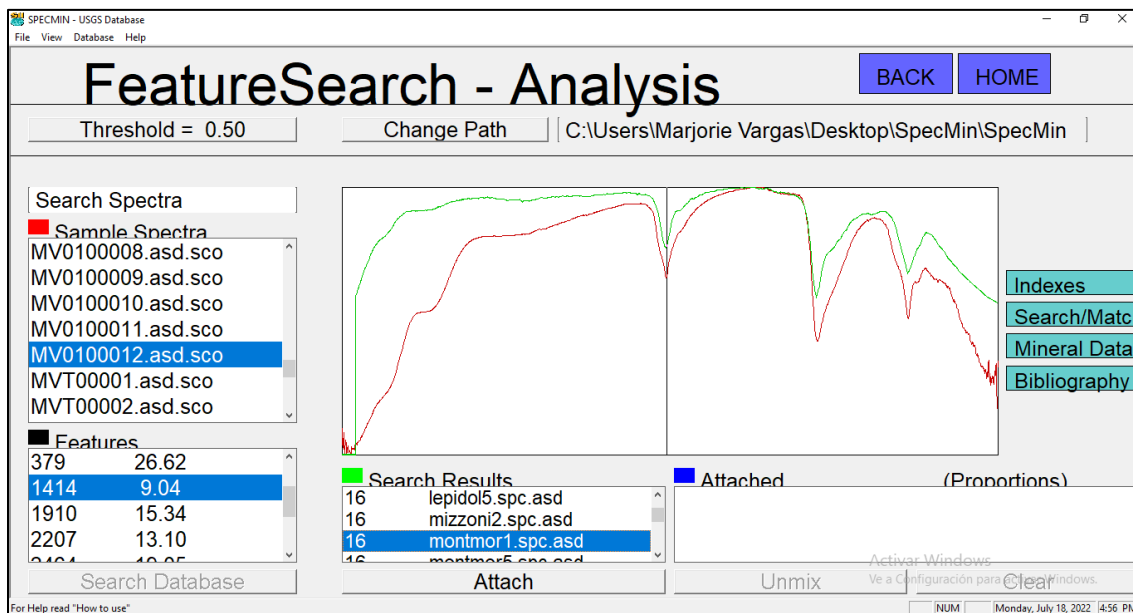 SPECMIN - USGS Database
File View Database Help
FeatureSearch - Analysis
BACK
HOME
Threshold = 0.50
Change Path
C:\Users\Marjorie Vargas\Desktop\SpecMin\SpecMin
Search Spectra
Sample Spectra
MV0100008.asd.sco
MV0100009.asd.sco
MV0100010.asd.sco
MV0100011.asd.sco
MV0100012.asd.sco
MVT00001.asd.sco
MVT00002.asd.sco
Indexes
Search/Matc
Mineral Data
Bibliography
Features
379 26.62
1414 9.04
1910 15.34
2207 13.10
Search Results
16 lepidol5.spc.asd
16 mizzoni2.spc.asd
16 montmor1.spc.asd
16 montmor5.spc.asd
Attached (Proportions)
Activar Windows
Ve a Configuración para activar Windows.
Search Database
Attach
Unmix
Clear
For Help read "How to use"
NUM
Monday, July 18, 2022
4:56 PM